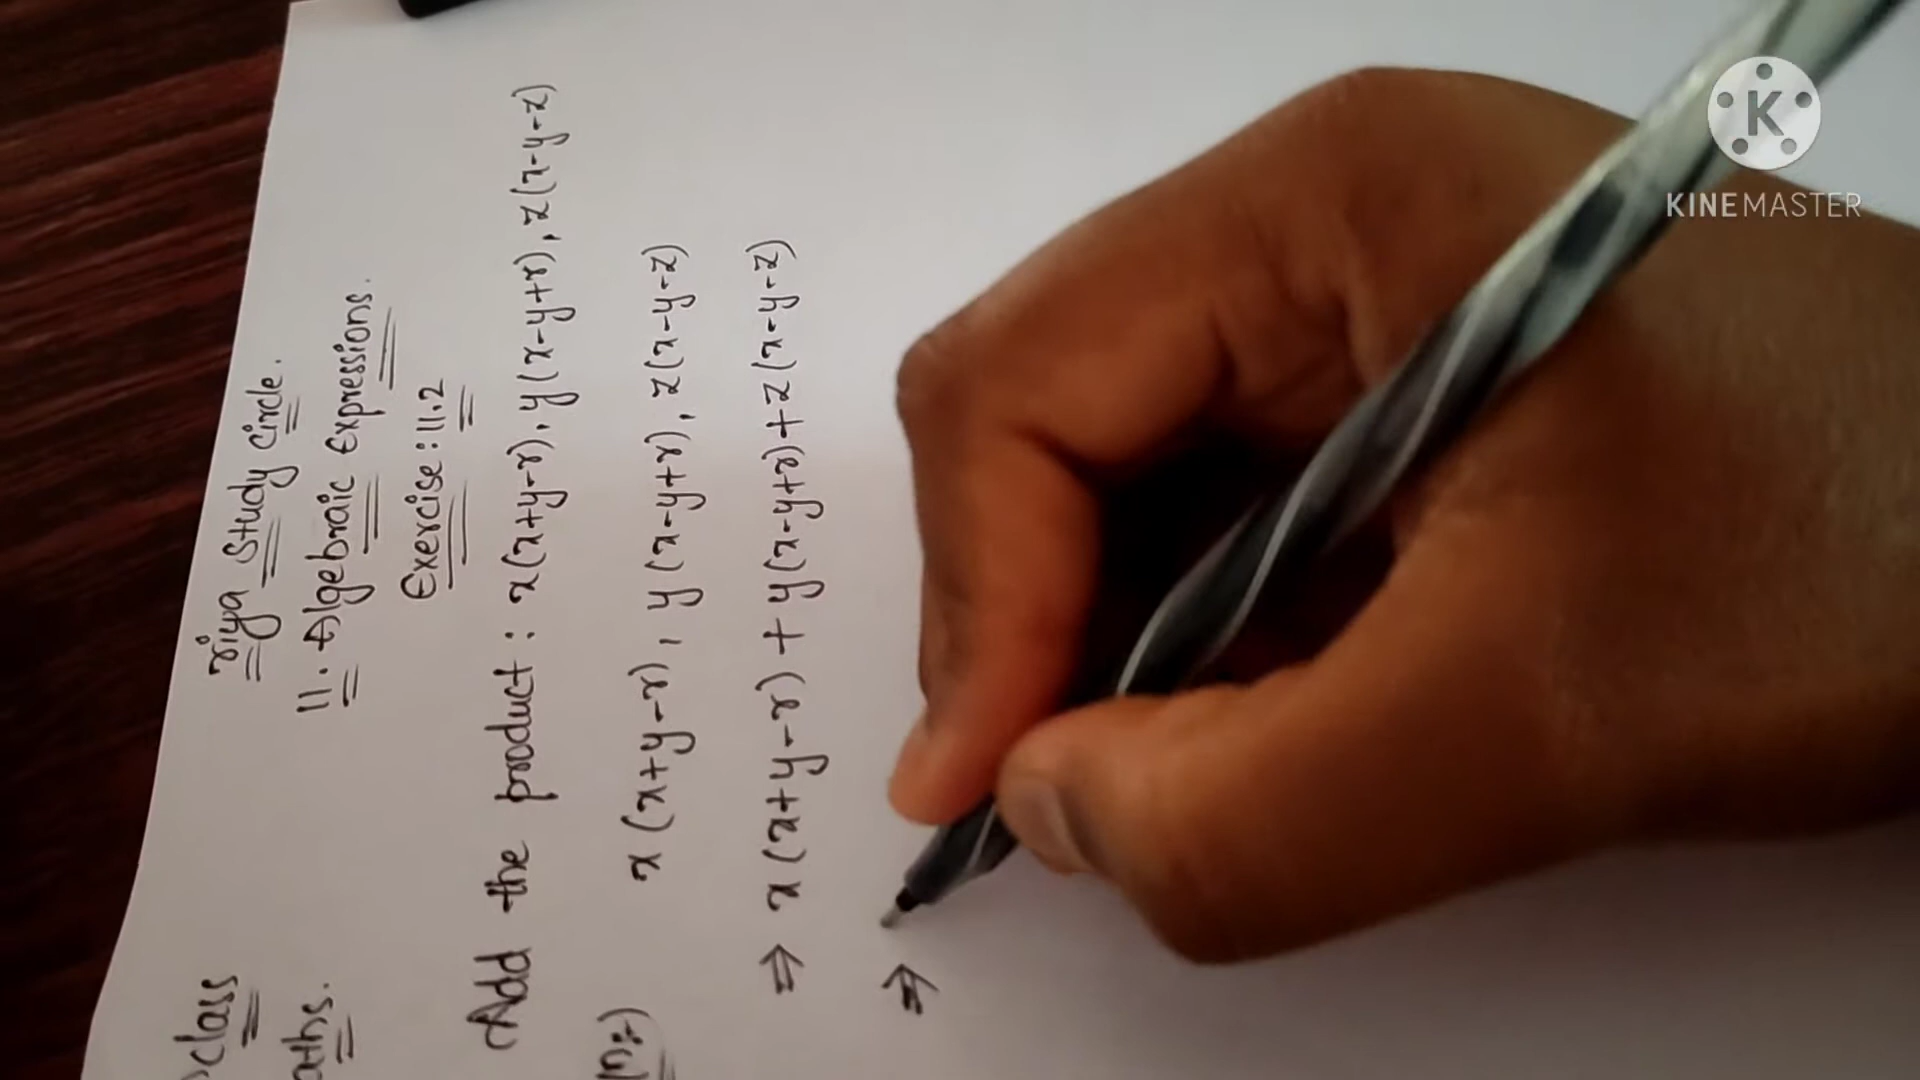 class
riya Study Circle.
aths.
11. Algebraic Expressions.
Exercise: 11.2
Add the product: x(x+y-r), y(x-y+r), z(x-y-z)
x(x+y-r), y(x-y+r), z(x-y-z)
⇒ x(x+y-r) + y(x-y+r) + z(x-y-z)
⇒
K
KINEMASTER